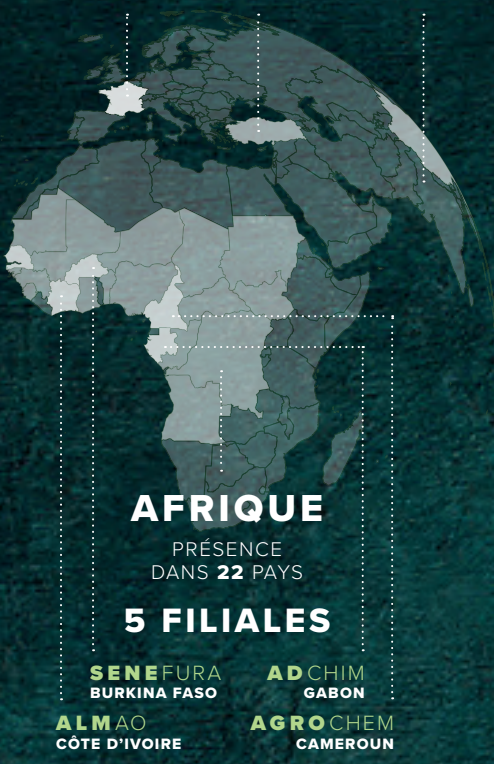 AFRIQUE
PRÉSENCE
DANS 22 PAYS
5 FILIALES
SENEFURA
BURKINA FASO
ADCHIM
GABON
ALMAO
CÔTE D'IVOIRE
AGROCHEM
CAMEROUN